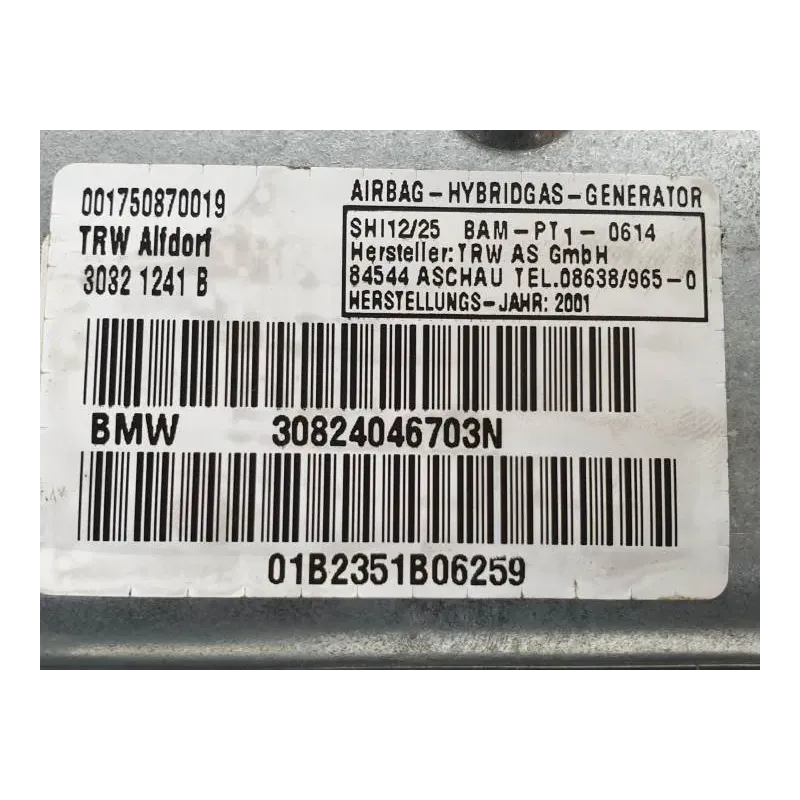 001750870019
TRW Alfdorf
3032 1241 B
AIRBAG-HYBRIDGAS-GENERATOR
SHI12/25 BAM-PT1-0614
Hersteller: TRW AS GmbH
84544 ASCHAU TEL.08638/965-0
HERSTELLUNGS-JAHR: 2001
BMW 30824046703N
01B2351B06259